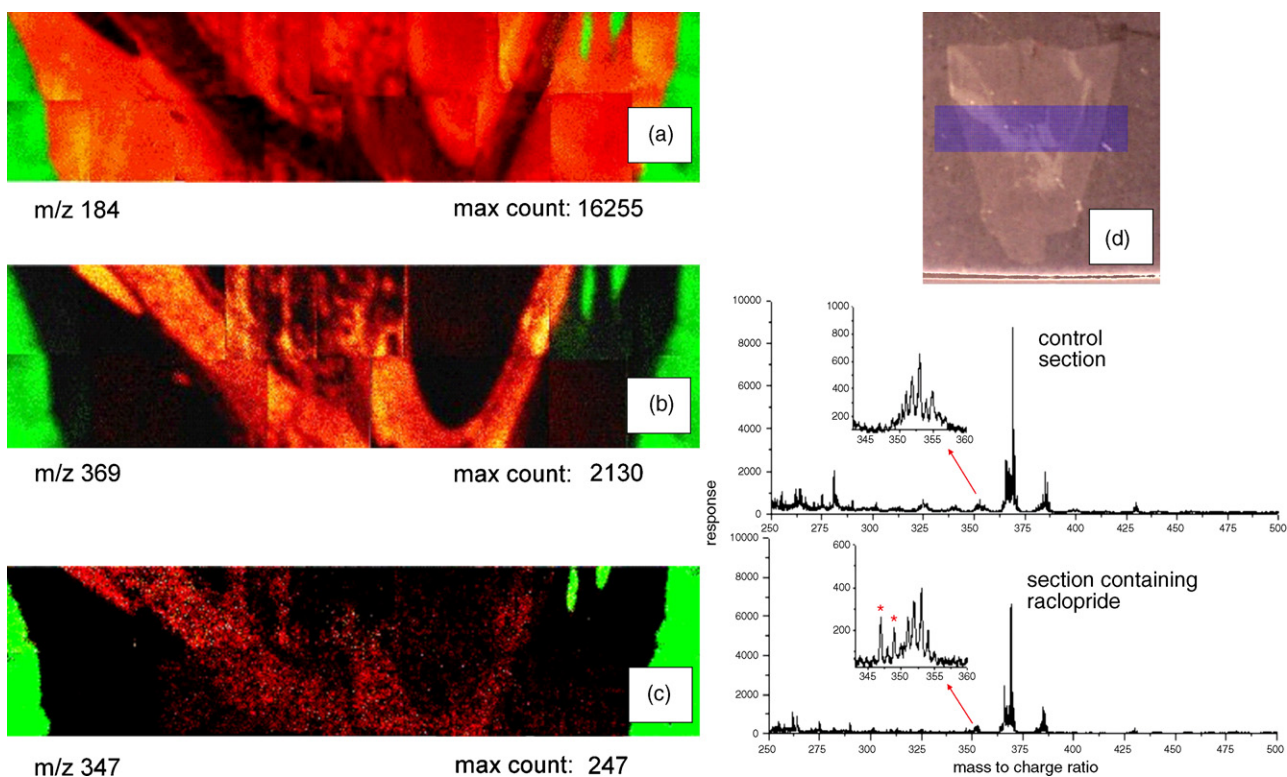 (a)
m/z 184 max count: 16255
(b)
m/z 369 max count: 2130
(c)
m/z 347 max count: 247
(d)
10000
8000
6000
4000
2000
0
250 275 300 325 350 375 400 425 450 475 500
1000
800
600
400
200
345 350 355 360
control
section
response
10000
8000
6000
4000
2000
0
250 275 300 325 350 375 400 425 450 475 500
mass to charge ratio
600
400
200
* *
345 350 355 360
section containing
raclopride